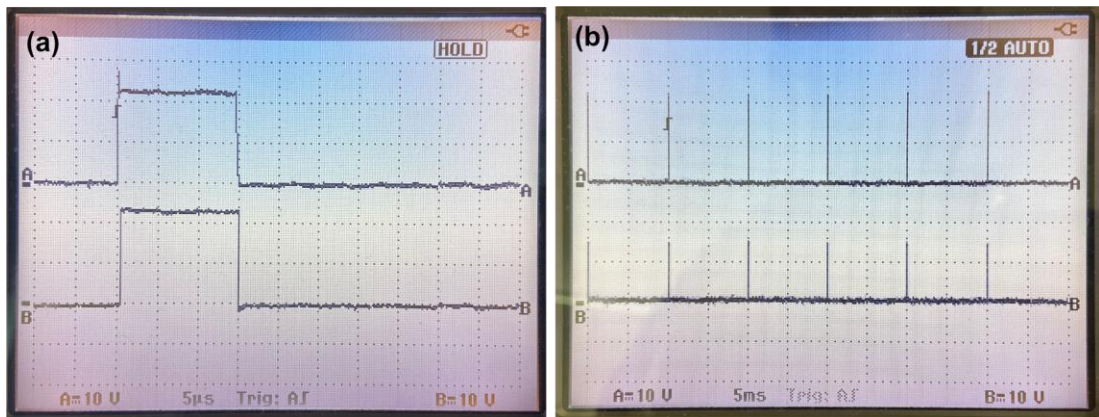 (a)
HOLD
A
A
B
B
A=10 V 5µs Trig: A∫ B=10 V
(b)
1/2 AUTO
A
A
B
B
A=10 V 5ms Trig: A∫ B=10 V